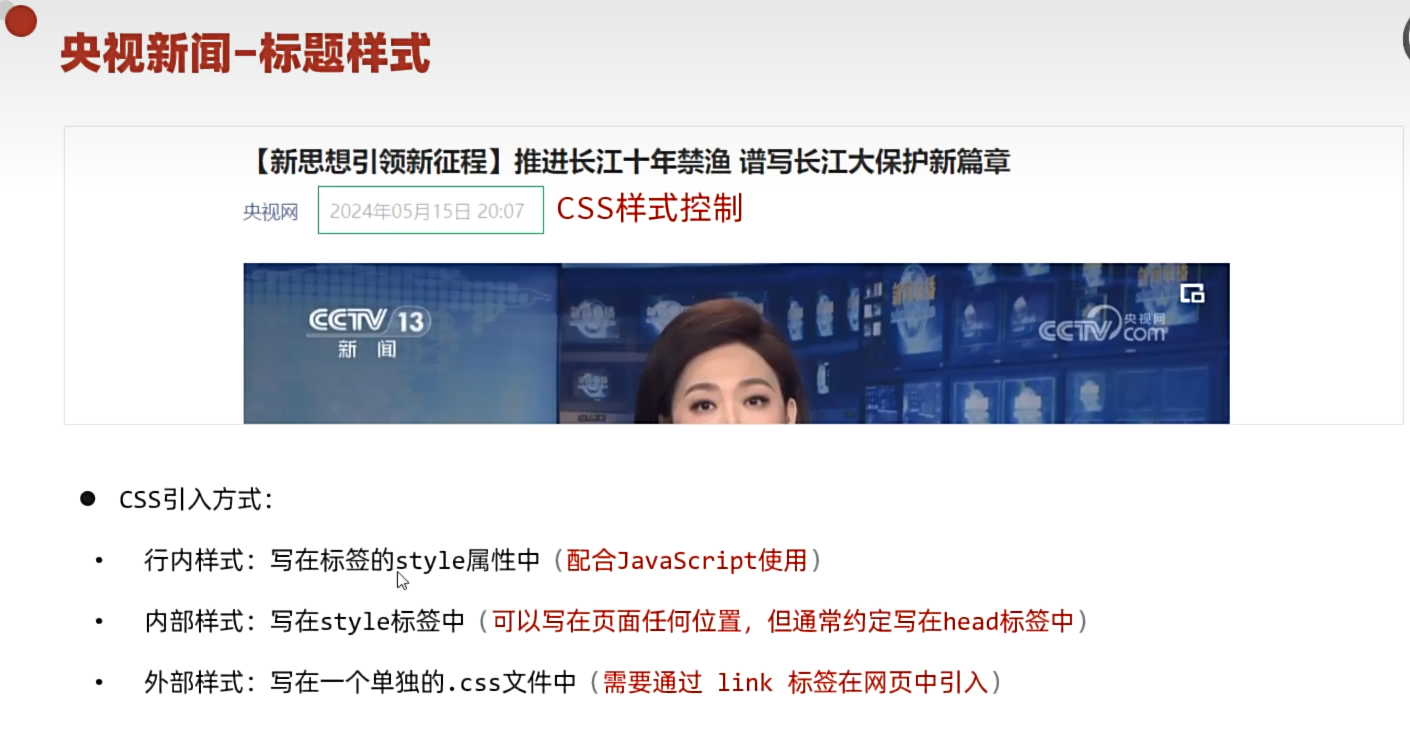 央视新闻-标题样式
【新思想引领新征程】推进长江十年禁渔 谱写长江大保护新篇章
央视网 2024年05月15日 20:07 CSS样式控制
CCTV 13
新 闻
CCTV 央视网
com
● CSS引入方式：
• 行内样式：写在标签的style属性中（配合JavaScript使用）
• 内部样式：写在style标签中（可以写在页面任何位置，但通常约定写在head标签中）
• 外部样式：写在一个单独的.css文件中（需要通过 link 标签在网页中引入）